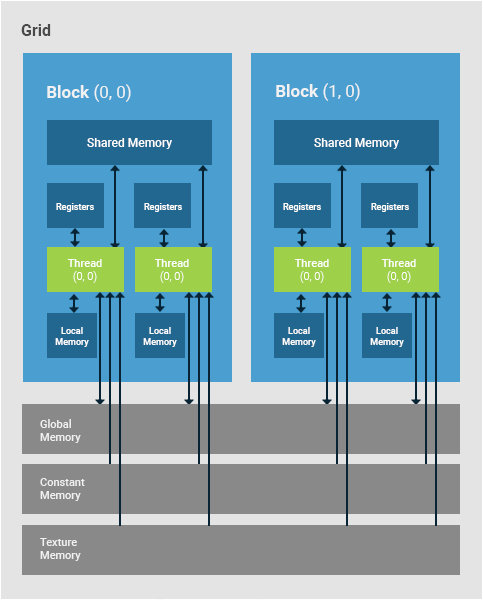 Grid
Block (0, 0)
Block (1, 0)
Shared Memory
Shared Memory
Registers
Registers
Registers
Registers
Thread
(0, 0)
Thread
(0, 0)
Thread
(0, 0)
Thread
(0, 0)
Local
Memory
Local
Memory
Local
Memory
Local
Memory
Global
Memory
Constant
Memory
Texture
Memory